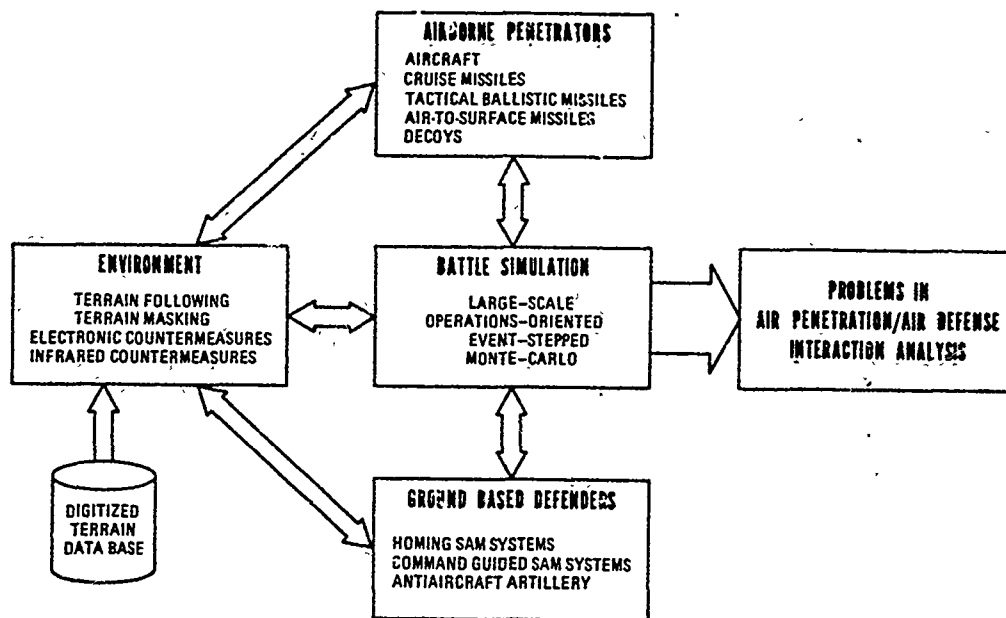 AIRBORNE PENETRATORS
AIRCRAFT
CRUISE MISSILES
TACTICAL BALLISTIC MISSILES
AIR-TO-SURFACE MISSILES
DECOYS
ENVIRONMENT
TERRAIN FOLLOWING
TERRAIN MASKING
ELECTRONIC COUNTERMEASURES
INFRARED COUNTERMEASURES
BATTLE SIMULATION
LARGE-SCALE
OPERATIONS-ORIENTED
EVENT-STEPPED
MONTE-CARLO
PROBLEMS IN
AIR PENETRATION/AIR DEFENSE
INTERACTION ANALYSIS
DIGITIZED
TERRAIN
DATA BASE
GROUND BASED DEFENDERS
HOMING SAM SYSTEMS
COMMAND GUIDED SAM SYSTEMS
ANTIAIRCRAFT ARTILLERY